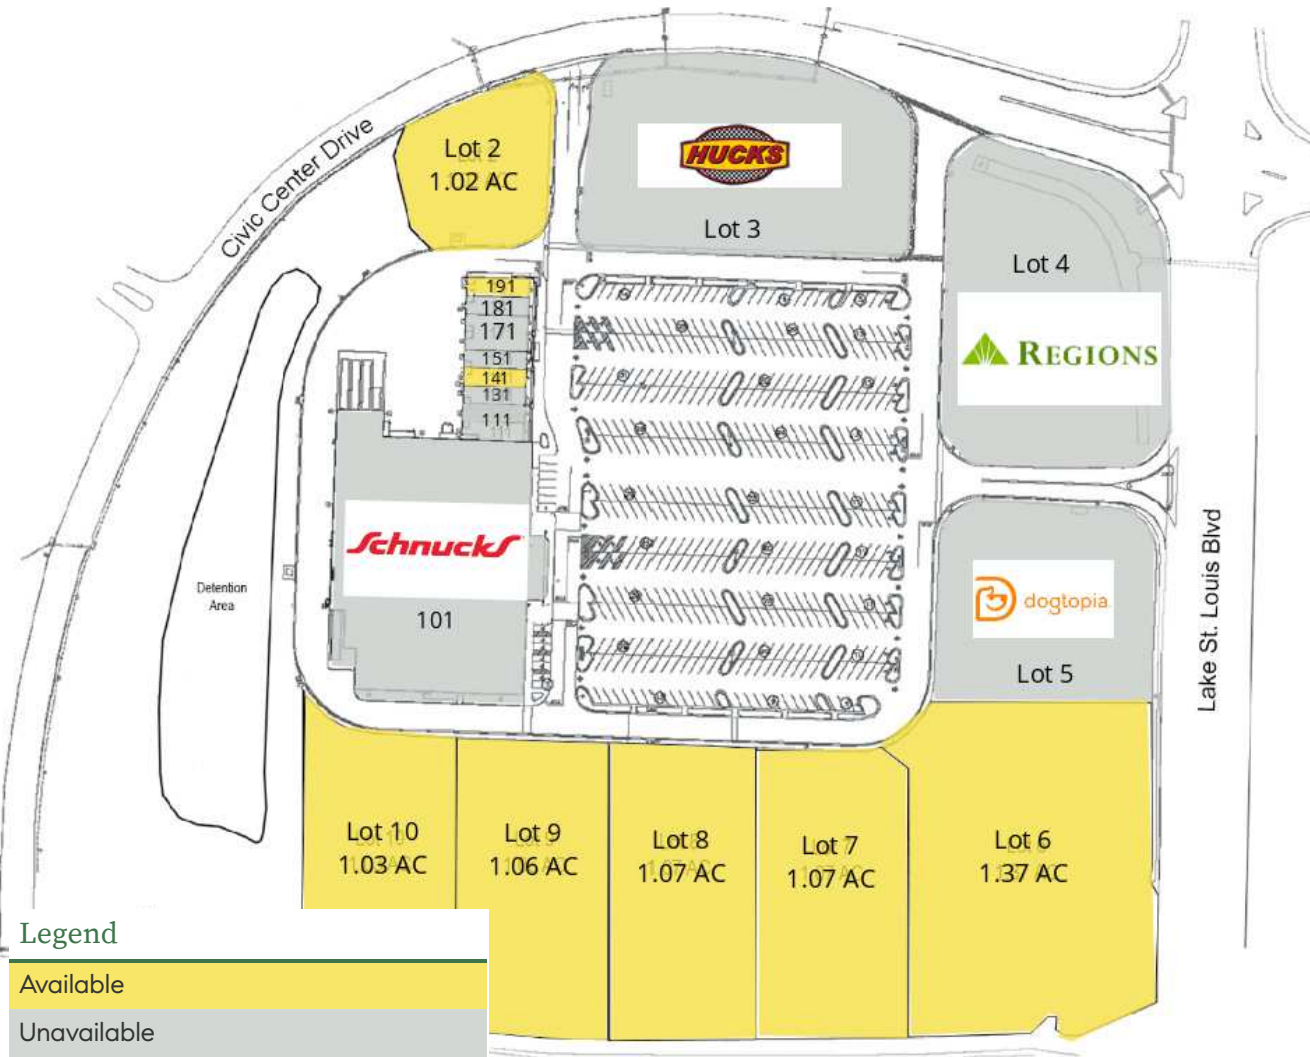 Civic Center Drive
Lot 2
1.02 AC
HUCKS
Lot 3
Lot 4
REGIONS
191
181
171
151
141
131
111
Schnucks
101
Detention
Area
dogtopia
Lot 5
Lake St. Louis Blvd
Lot 10
1.03 AC
Lot 9
1.06 AC
Lot 8
1.07 AC
Lot 7
1.07 AC
Lot 6
1.37 AC
Legend
Available
Unavailable